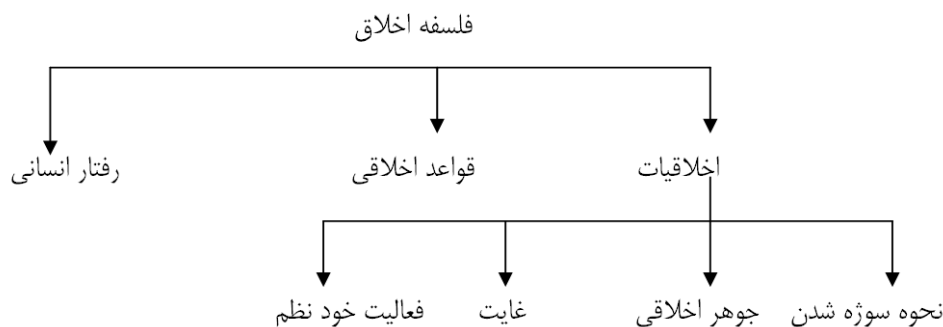 فلسفه اخلاق
اخلاقیات قواعد اخلاقی رفتار انسانی
نحوه سوژه شدن جوهر اخلاقی غایت فعالیت خود نظم